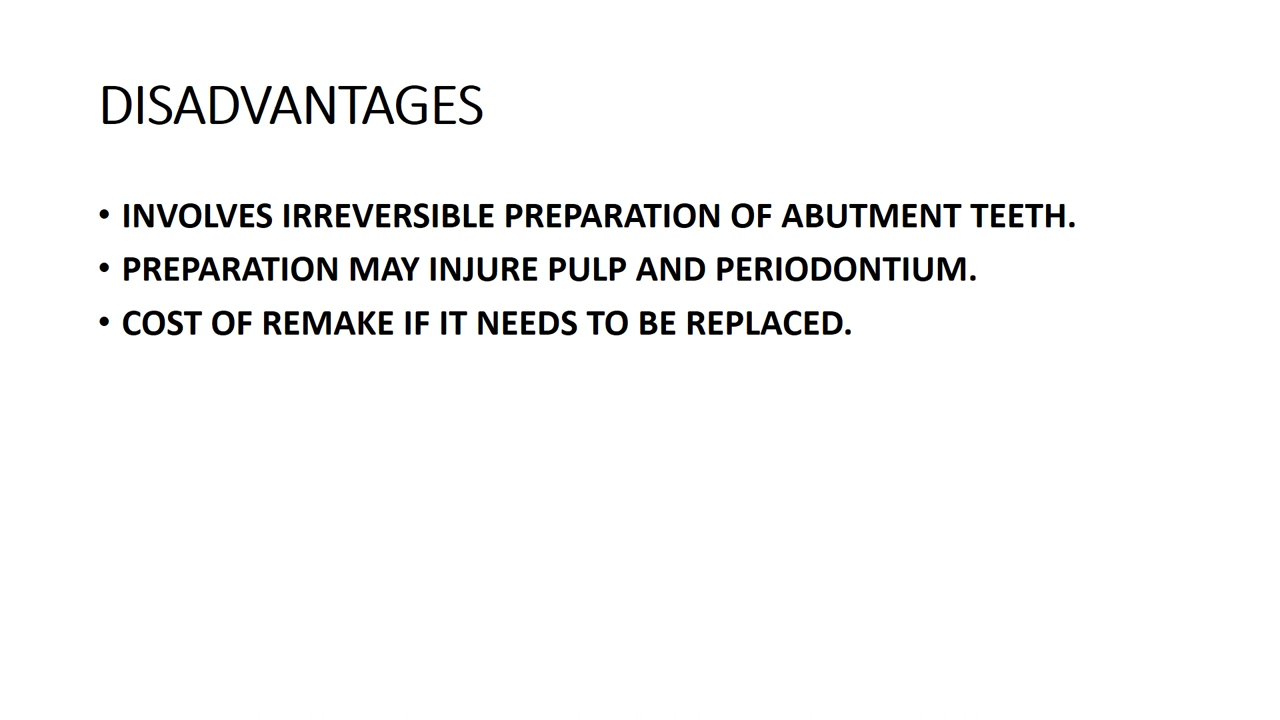 DISADVANTAGES
• INVOLVES IRREVERSIBLE PREPARATION OF ABUTMENT TEETH.
• PREPARATION MAY INJURE PULP AND PERIODONTIUM.
• COST OF REMAKE IF IT NEEDS TO BE REPLACED.